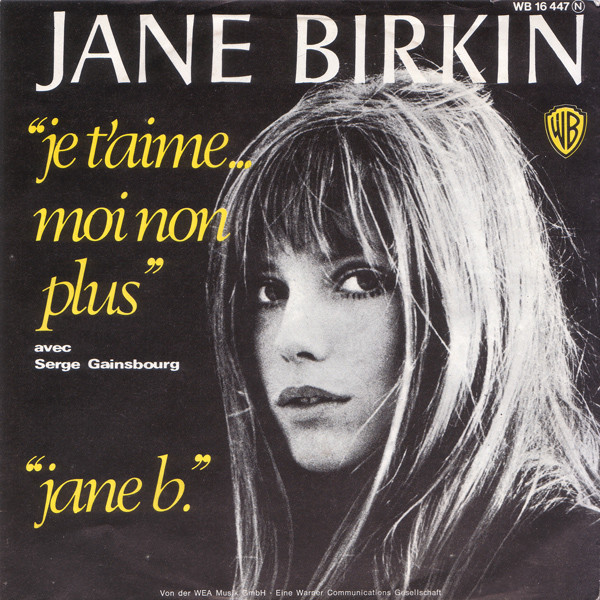 WB 16 447 Ⓝ
JANE BIRKIN
WB
“je t'aime...
moi non
plus”
avec
Serge Gainsbourg
“jane b.”
Von der WEA Musik GmbH · Eine Warner Communications Gesellschaft